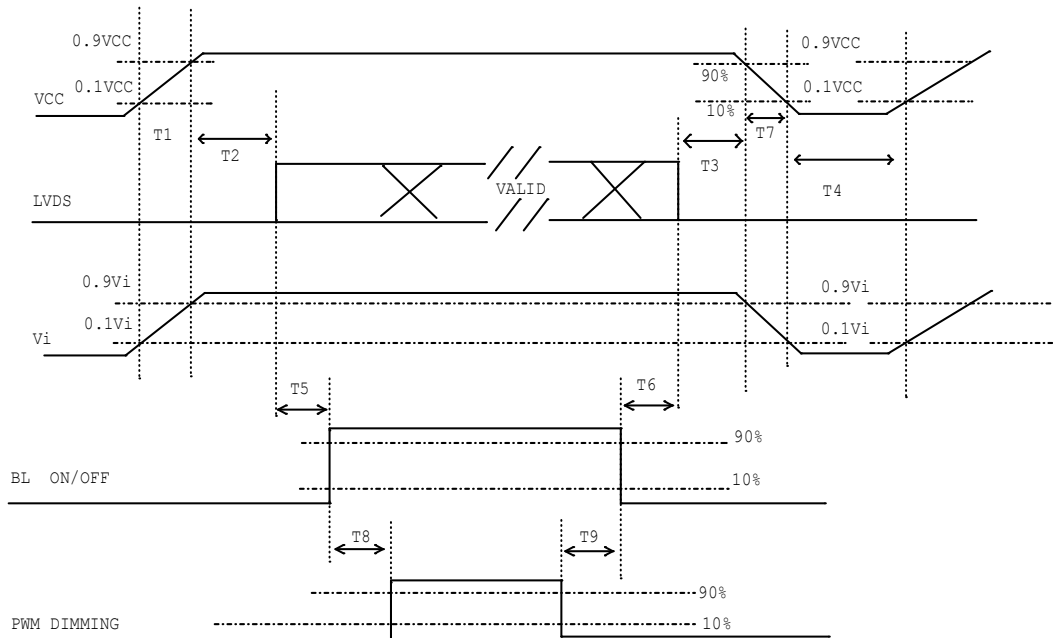 0.9VCC
0.9VCC
90%
0.1VCC
0.1VCC
VCC
10%
T1
T7
T2
T3
VALID
T4
LVDS
0.9Vi
0.9Vi
0.1Vi
0.1Vi
Vi
T5
T6
90%
BL ON/OFF
10%
T8
T9
90%
PWM DIMMING
10%